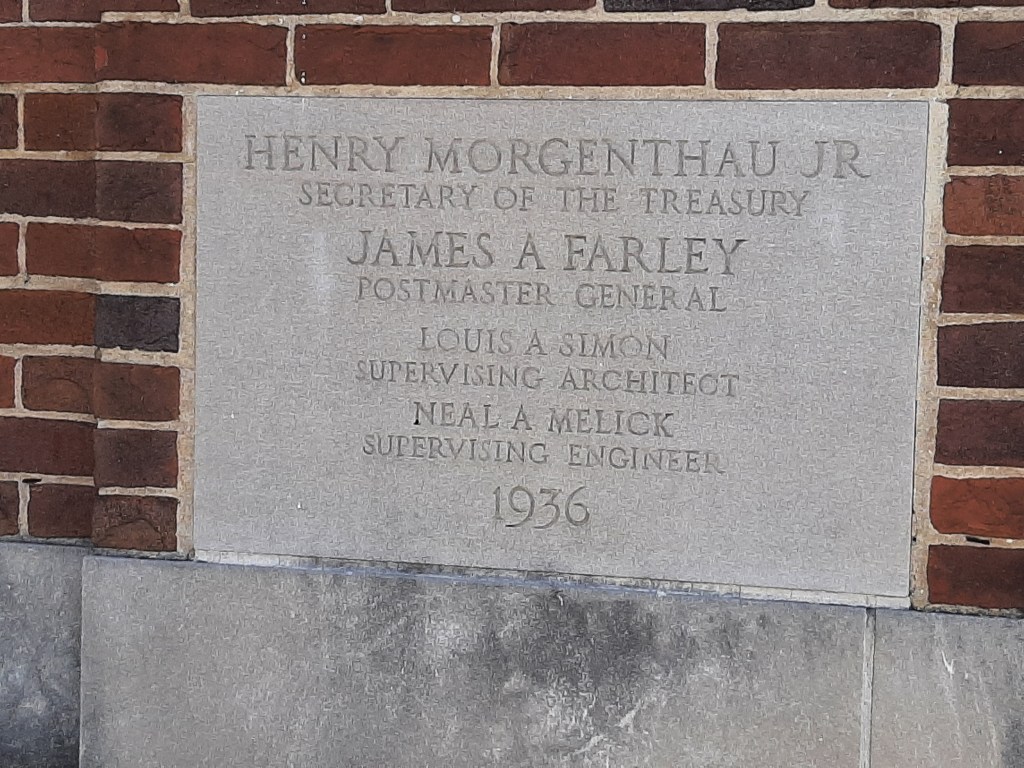 HENRY MORGENTHAU JR
SECRETARY OF THE TREASURY
JAMES A FARLEY
POSTMASTER GENERAL
LOUIS A SIMON
SUPERVISING ARCHITECT
NEAL A MELICK
SUPERVISING ENGINEER
1936